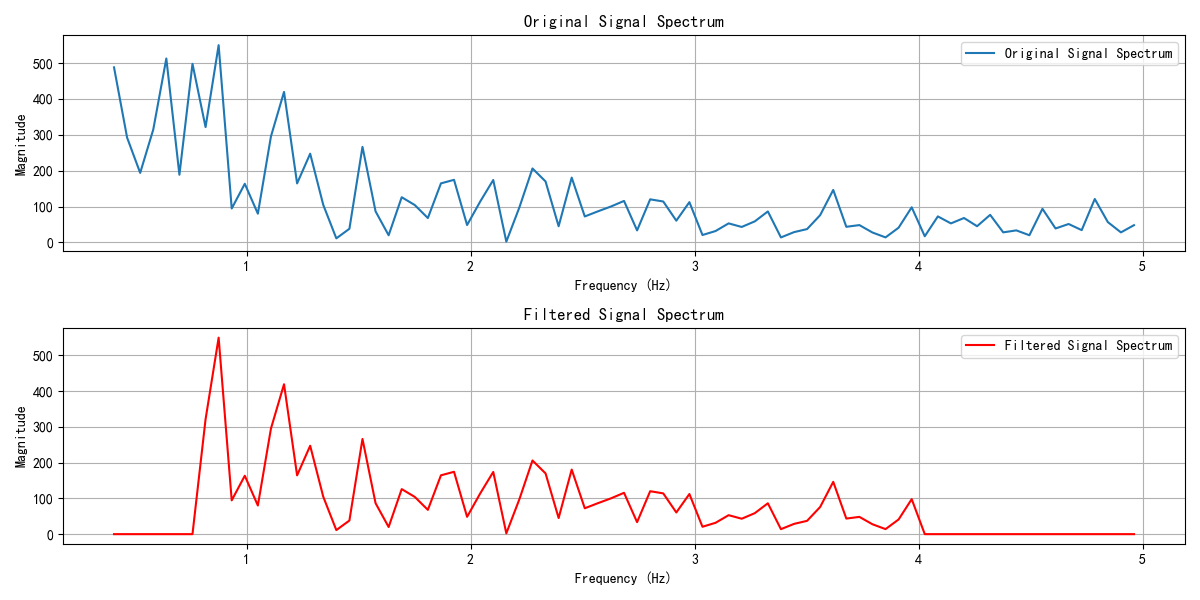 Original Signal Spectrum
Original Signal Spectrum
500
400
300
200
100
0
Magnitude
1 2 3 4 5
Frequency (Hz)
Filtered Signal Spectrum
Filtered Signal Spectrum
500
400
300
200
100
0
Magnitude
1 2 3 4 5
Frequency (Hz)